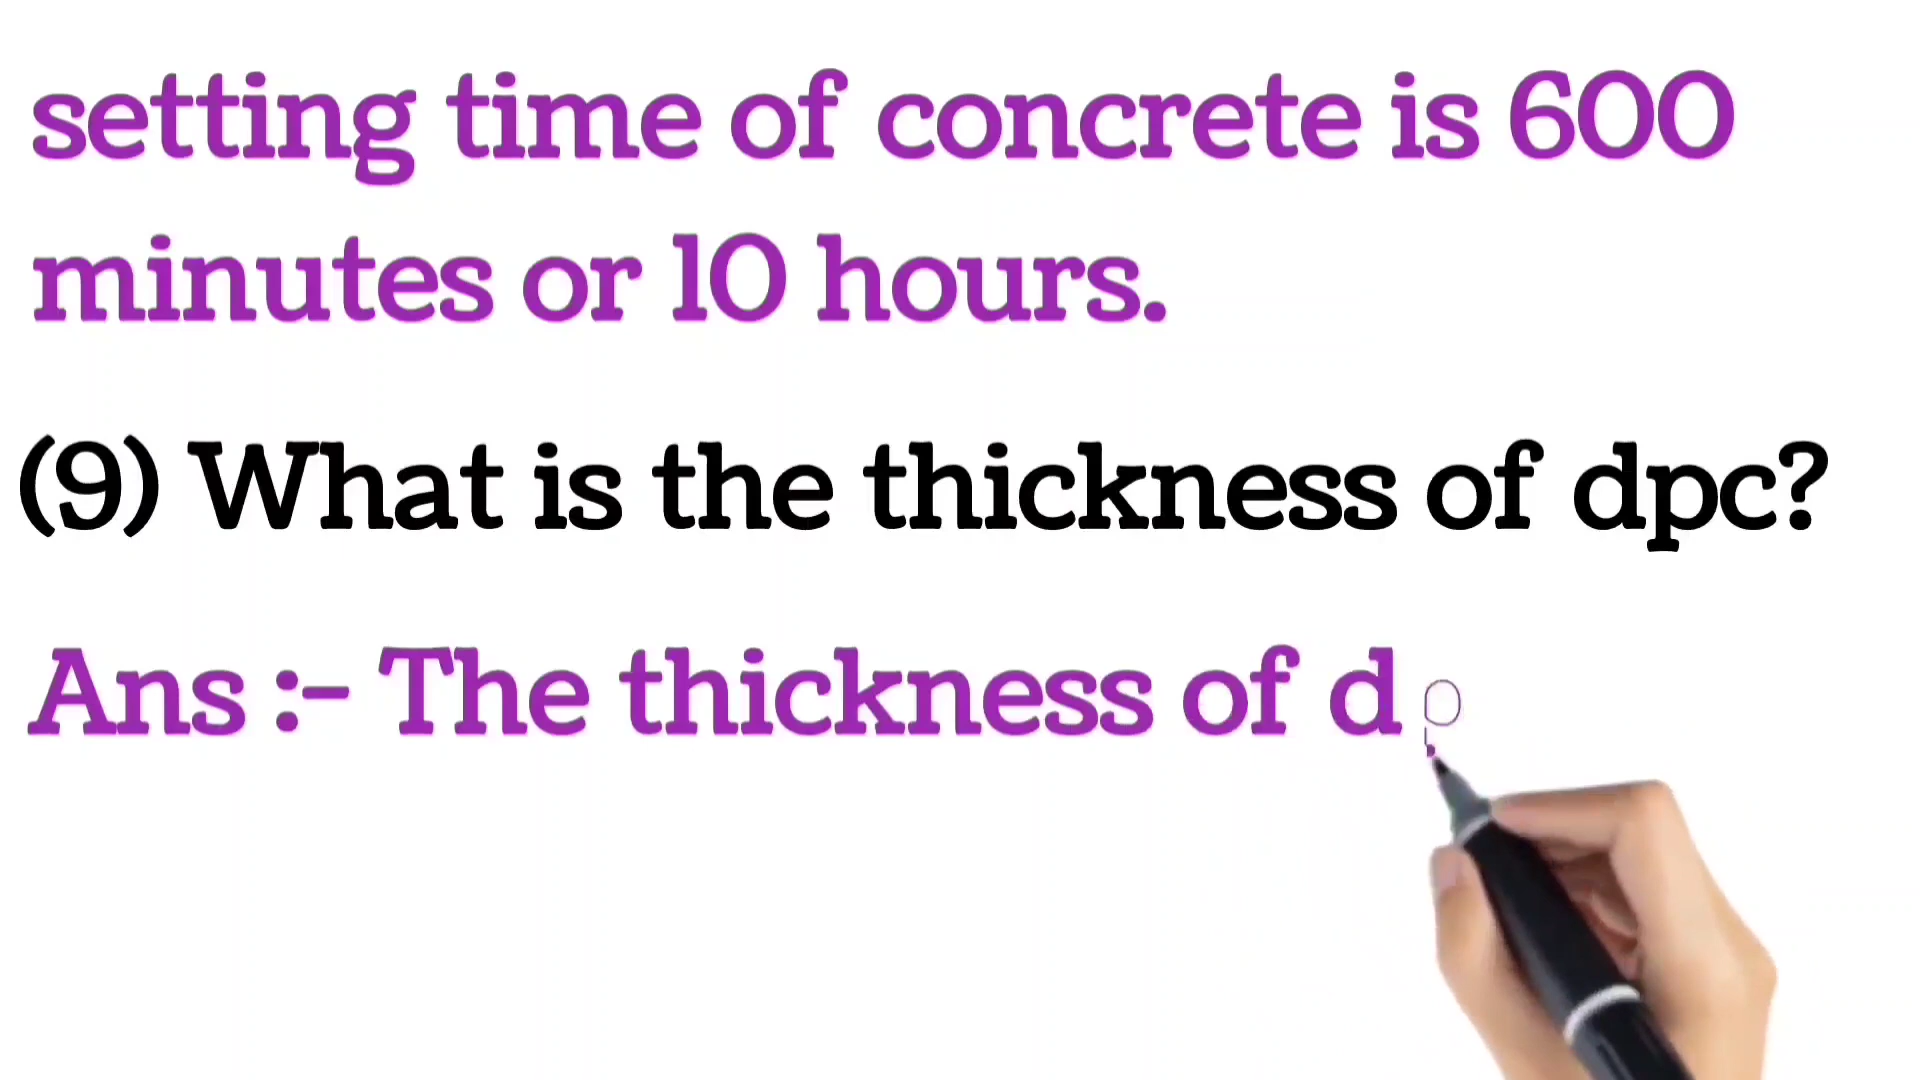 setting time of concrete is 600
minutes or 10 hours.
(9) What is the thickness of dpc?
Ans :- The thickness of dp